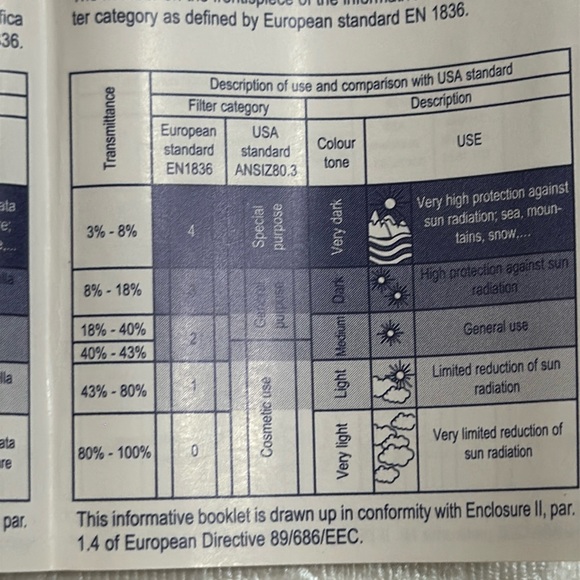 fica
ter category as defined by European standard EN 1836.
36.
Transmittance
Description of use and comparison with USA standard
Filter category
Description
European
standard
EN1836
USA
standard
ANSIZ80.3
Colour
tone
USE
3% - 8%
4
Special
purpose
Very dark
Very high protection against
sun radiation; sea, moun-
tains, snow,...
8% - 18%
3
General
purpose
Dark
High protection against sun
radiation
18% - 40%
40% - 43%
2
Medium
General use
43% - 80%
1
Cosmetic use
Light
Limited reduction of sun
radiation
80% - 100%
0
Very light
Very limited reduction of
sun radiation
This informative booklet is drawn up in conformity with Enclosure II, par.
1.4 of European Directive 89/686/EEC.
par.